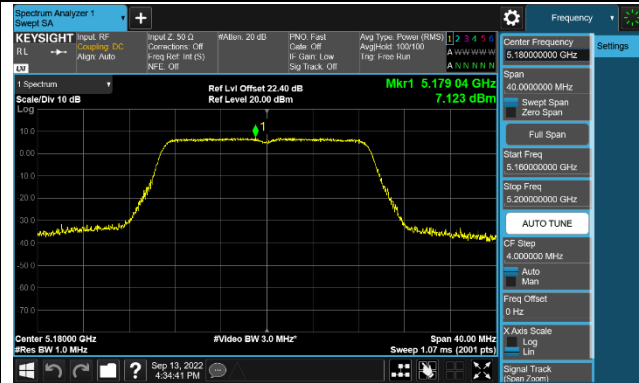 Spectrum Analyzer 1
Swept SA
Frequency
KEYSIGHT
RL
Input: RF
Coupling: DC
Align: Auto
Input Z: 50 Ω
Corrections: Off
Freq Ref: Int (S)
NFE: Off
#Atten: 20 dB
PNO: Fast
Gate: Off
IF Gain: Low
Sig Track: Off
Avg Type: Power (RMS)
Avg|Hold: 100/100
Trig: Free Run
1 2 3 4 5 6
A W W W W W
A N N N N N
LXI
1 Spectrum
Scale/Div 10 dB
Log
Ref Lvl Offset 22.40 dB
Ref Level 20.00 dBm
Mkr1 5.179 04 GHz
7.123 dBm
1
10.0
0.00
-10.0
-20.0
-30.0
-40.0
-50.0
-60.0
-70.0
Center 5.18000 GHz
#Res BW 1.0 MHz
#Video BW 3.0 MHz*
Span 40.00 MHz
Sweep 1.07 ms (2001 pts)
Sep 13, 2022
4:34:41 PM
Center Frequency
5.180000000 GHz
Settings
Span
40.0000000 MHz
Swept Span
Zero Span
Full Span
Start Freq
5.160000000 GHz
Stop Freq
5.200000000 GHz
AUTO TUNE
CF Step
4.000000 MHz
Auto
Man
Freq Offset
0 Hz
X Axis Scale
Log
Lin
Signal Track
(Span Zoom)